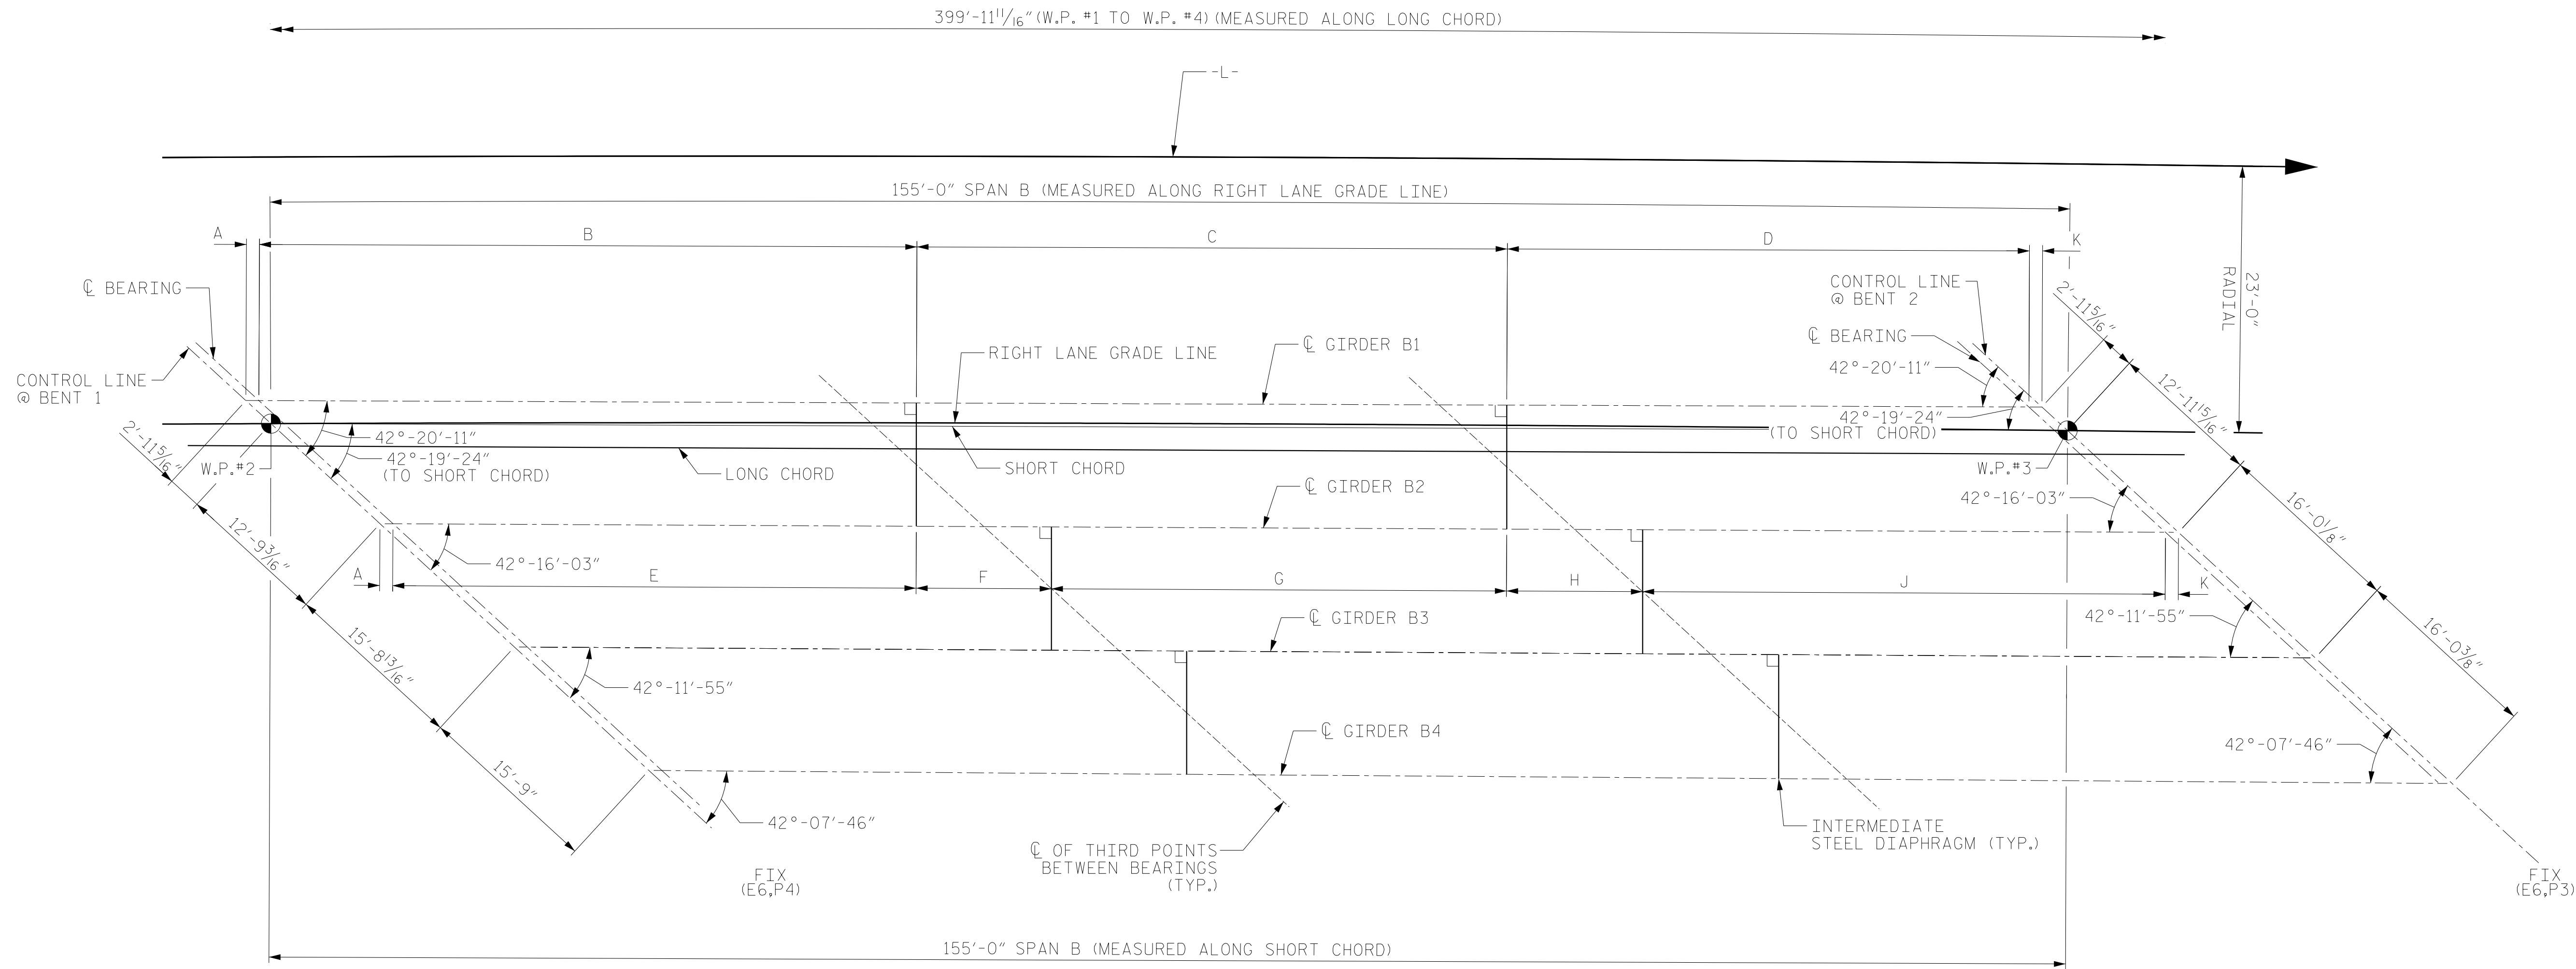 399'-11 11/16" (W.P. #1 TO W.P. #4) (MEASURED ALONG LONG CHORD)
-L-
155'-0" SPAN B (MEASURED ALONG RIGHT LANE GRADE LINE)
A
B
C
D
K
23'-0"
RADIAL
℄ BEARING
CONTROL LINE
@ BENT 2
2'-11 5/16"
℄ BEARING
RIGHT LANE GRADE LINE
℄ GIRDER B1
42°-20'-11"
CONTROL LINE
@ BENT 1
12'-11 15/16"
42°-19'-24"
(TO SHORT CHORD)
2'-11 5/16"
42°-20'-11"
42°-19'-24"
(TO SHORT CHORD)
W.P.#2
LONG CHORD
SHORT CHORD
W.P.#3
℄ GIRDER B2
42°-16'-03"
16'-0 1/8"
12'-9 3/16"
42°-16'-03"
A
E
F
G
H
J
K
℄ GIRDER B3
42°-11'-55"
16'-0 3/8"
15'-8 13/16"
42°-11'-55"
℄ GIRDER B4
42°-07'-46"
15'-9"
42°-07'-46"
INTERMEDIATE
STEEL DIAPHRAGM (TYP.)
℄ OF THIRD POINTS
BETWEEN BEARINGS
(TYP.)
FIX
(E6,P4)
FIX
(E6,P3)
155'-0" SPAN B (MEASURED ALONG SHORT CHORD)